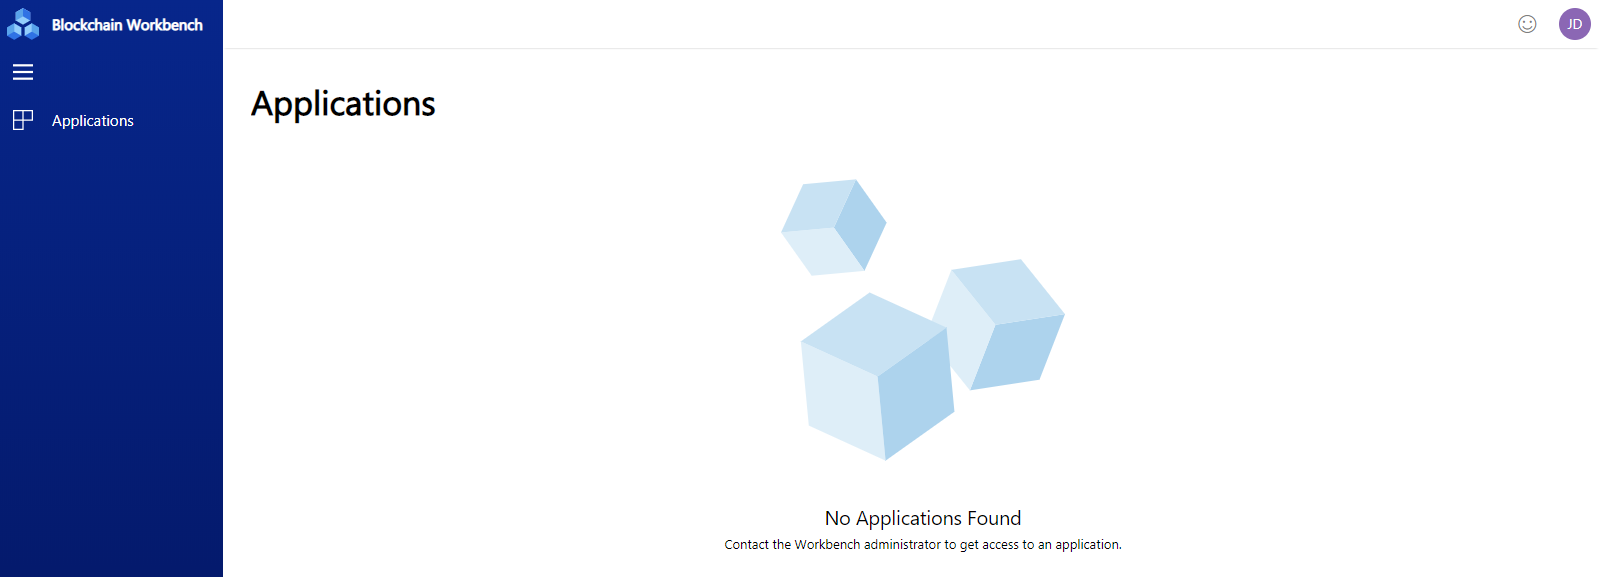 Blockchain Workbench
JD
Applications
Applications
No Applications Found
Contact the Workbench administrator to get access to an application.